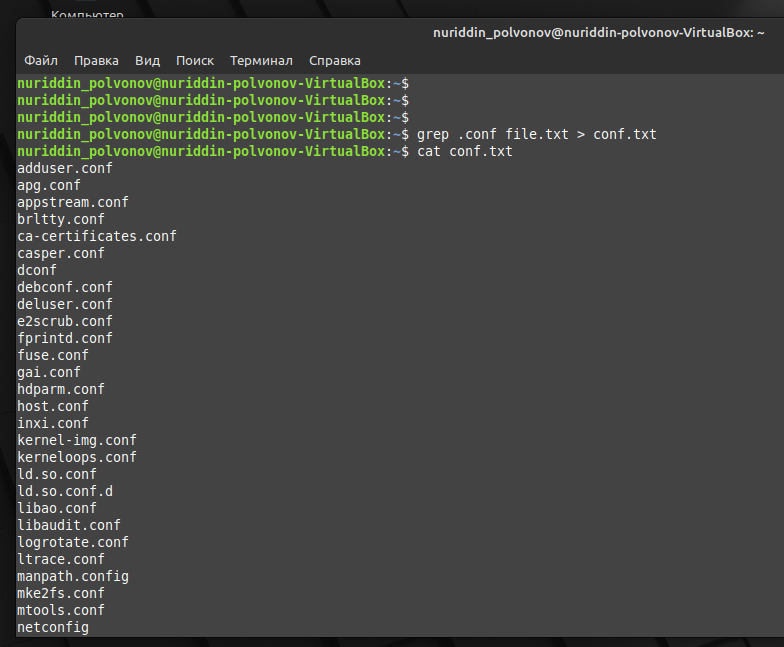 Компьютер
nuriddin_polvonov@nuriddin-polvonov-VirtualBox: ~
Файл Правка Вид Поиск Терминал Справка
nuriddin_polvonov@nuriddin-polvonov-VirtualBox:~$
nuriddin_polvonov@nuriddin-polvonov-VirtualBox:~$
nuriddin_polvonov@nuriddin-polvonov-VirtualBox:~$
nuriddin_polvonov@nuriddin-polvonov-VirtualBox:~$ grep .conf file.txt > conf.txt
nuriddin_polvonov@nuriddin-polvonov-VirtualBox:~$ cat conf.txt
adduser.conf
apg.conf
appstream.conf
brltty.conf
ca-certificates.conf
casper.conf
dconf
debconf.conf
deluser.conf
e2scrub.conf
fprintd.conf
fuse.conf
gai.conf
hdparm.conf
host.conf
inxi.conf
kernel-img.conf
kerneloops.conf
ld.so.conf
ld.so.conf.d
libao.conf
libaudit.conf
logrotate.conf
ltrace.conf
manpath.config
mke2fs.conf
mtools.conf
netconfig